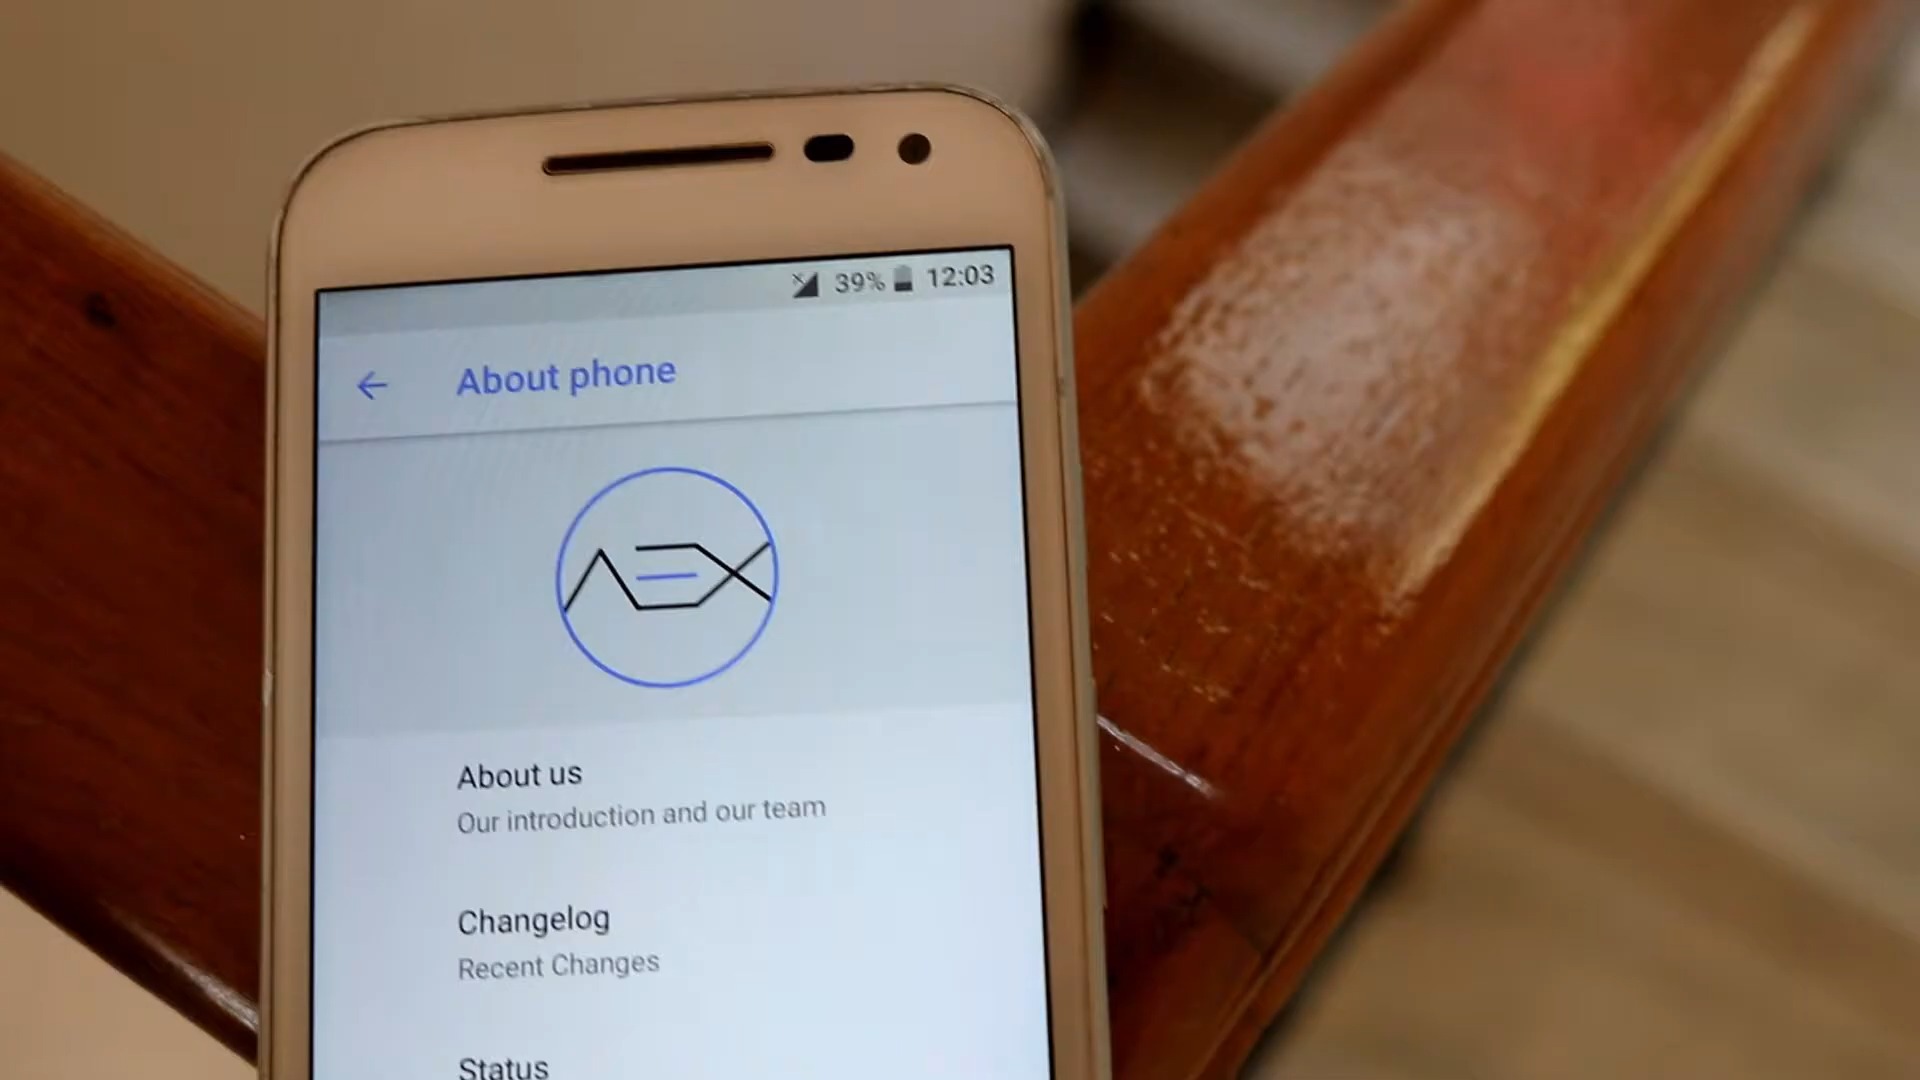 39% 12:03
About phone
AEX
About us
Our introduction and our team
Changelog
Recent Changes
Status